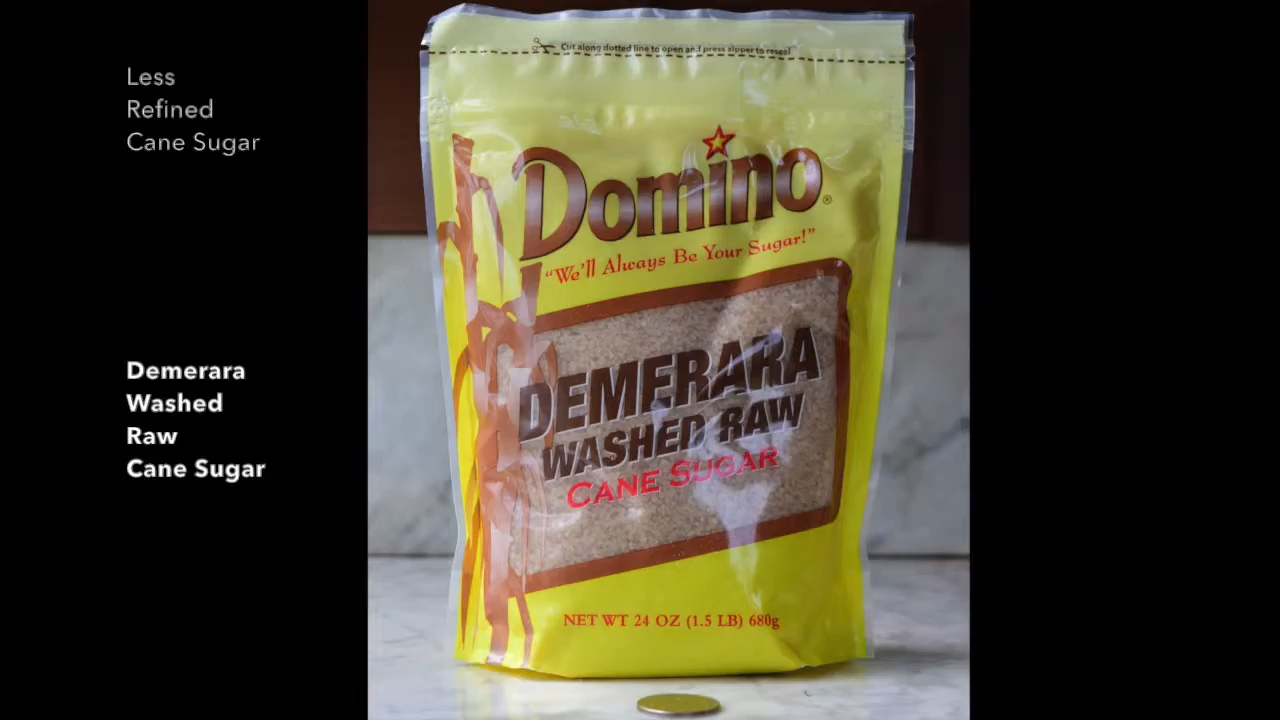 Less
Refined
Cane Sugar
Demerara
Washed
Raw
Cane Sugar
Cut along dotted line to open and press zipper to reseal
Domino®
"We'll Always Be Your Sugar!"
DEMERARA
WASHED RAW
CANE SUGAR
NET WT 24 OZ (1.5 LB) 680g